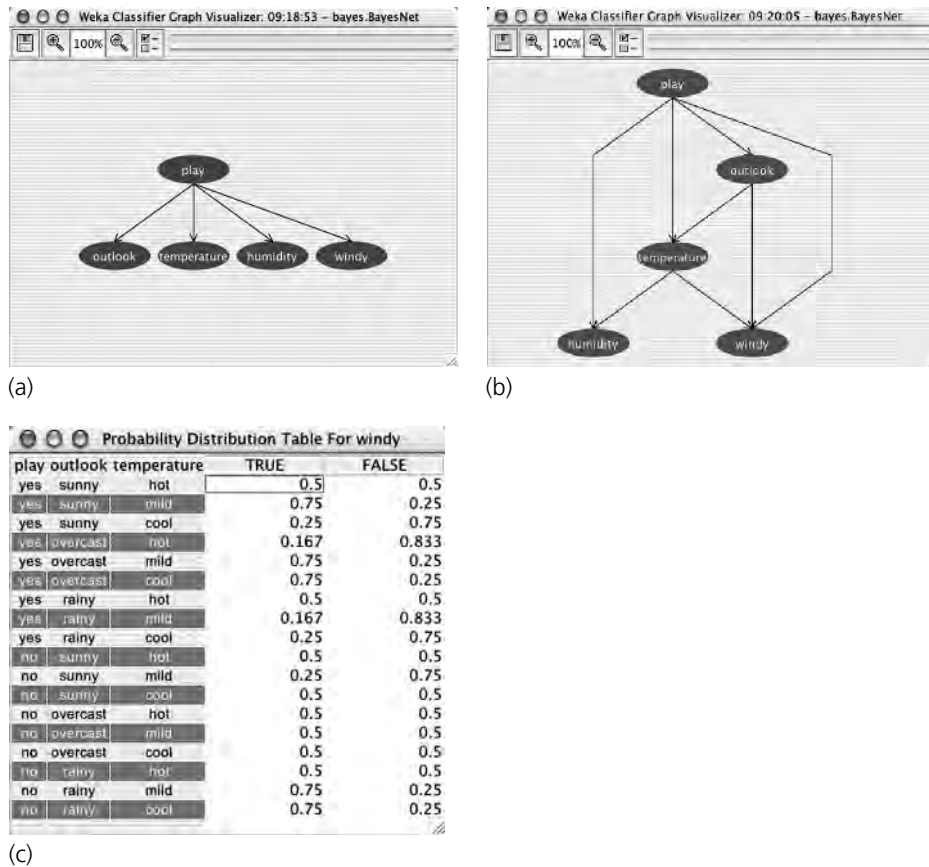 Weka Classifier Graph Visualizer: 09:18:53 - bayes.BayesNet
100%
play
outlook temperature humidity windy
(a)
Weka Classifier Graph Visualizer: 09:20:05 - bayes.BayesNet
100%
play
outlook
temperature
humidity windy
(b)
Probability Distribution Table For windy
play outlook temperature TRUE FALSE
yes sunny hot 0.5 0.5
yes sunny mild 0.75 0.25
yes sunny cool 0.25 0.75
yes overcast hot 0.167 0.833
yes overcast mild 0.75 0.25
yes overcast cool 0.75 0.25
yes rainy hot 0.5 0.5
yes rainy mild 0.167 0.833
yes rainy cool 0.25 0.75
no sunny hot 0.5 0.5
no sunny mild 0.25 0.75
no sunny cool 0.5 0.5
no overcast hot 0.5 0.5
no overcast mild 0.5 0.5
no overcast cool 0.5 0.5
no rainy hot 0.5 0.5
no rainy mild 0.75 0.25
no rainy cool 0.75 0.25
(c)